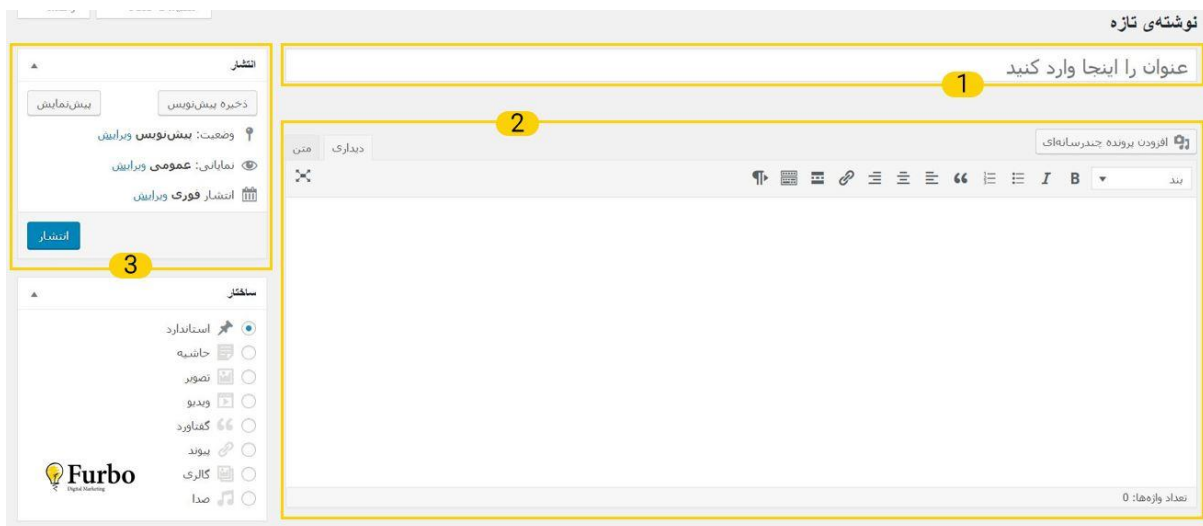 نوشته‌ی تازه
عنوان را اینجا وارد کنید
1
2
افزودن پرونده چندرسانه‌ای
دیداری
متن
بند
B I
تعداد واژه‌ها: 0
انتشار
ذخیره پیش‌نویس
پیش‌نمایش
وضعیت: پیش‌نویس ویرایش
نمایانی: عمومی ویرایش
انتشار فوری ویرایش
انتشار
3
ساختار
استاندارد
حاشیه
تصویر
ویدیو
گفتاورد
پیوند
گالری
صدا
Furbo
Digital Marketing